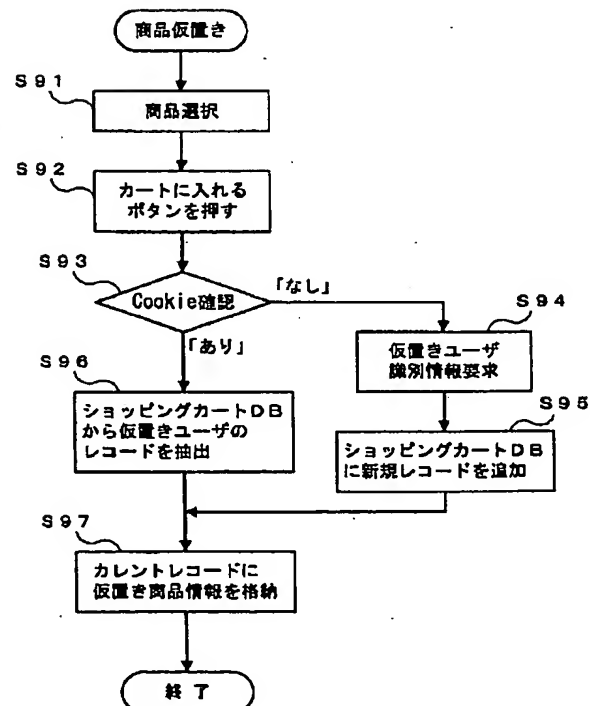 商品仮置き
S91
商品選択
S92
カートに入れる
ボタンを押す
S93
Cookie確認
「なし」
「あり」
S94
仮置きユーザ
識別情報要求
S95
ショッピングカートDB
に新規レコードを追加
S96
ショッピングカートDB
から仮置きユーザの
レコードを抽出
S97
カレントレコードに
仮置き商品情報を格納
終了